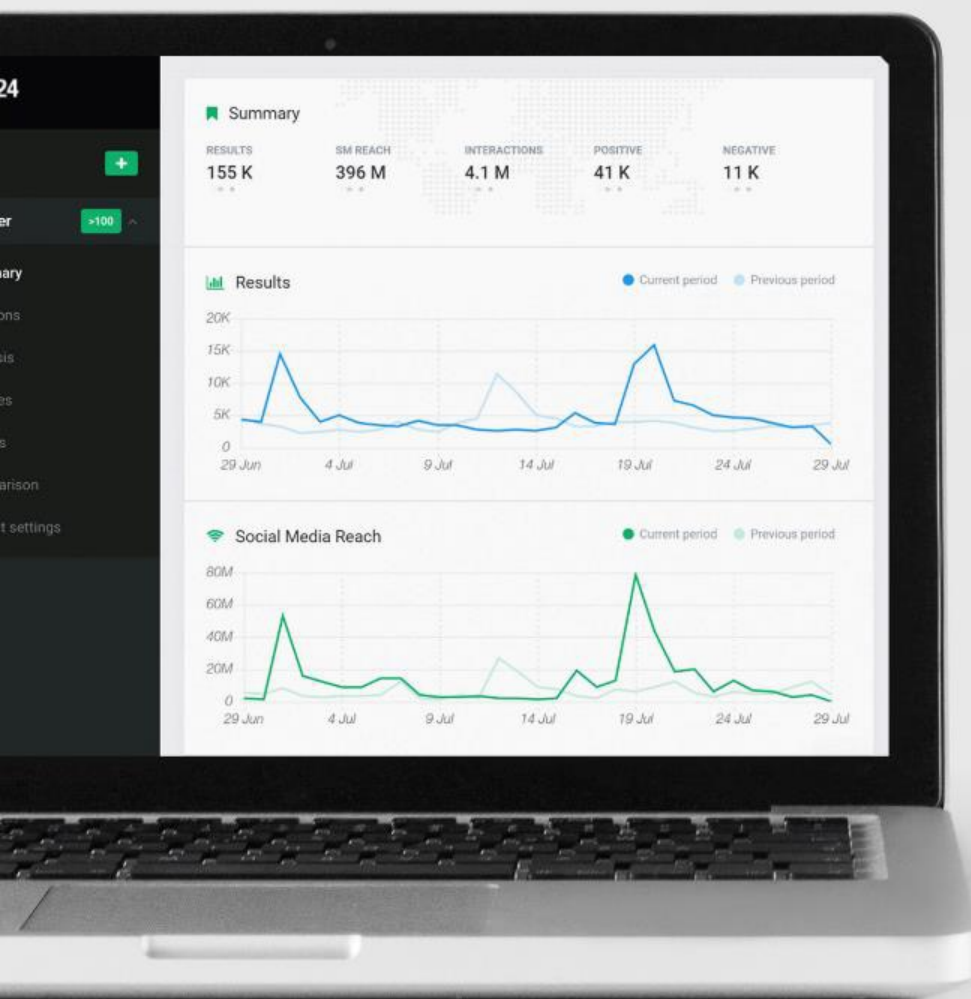 24
+
er
>100
ary
ons
sis
es
s
arison
t settings
Summary
RESULTS SM REACH INTERACTIONS POSITIVE NEGATIVE
155 K 396 M 4.1 M 41 K 11 K
Results
Current period Previous period
20K
15K
10K
5K
0
29 Jun 4 Jul 9 Jul 14 Jul 19 Jul 24 Jul 29 Jul
Social Media Reach
Current period Previous period
80M
60M
40M
20M
0
29 Jun 4 Jul 9 Jul 14 Jul 19 Jul 24 Jul 29 Jul